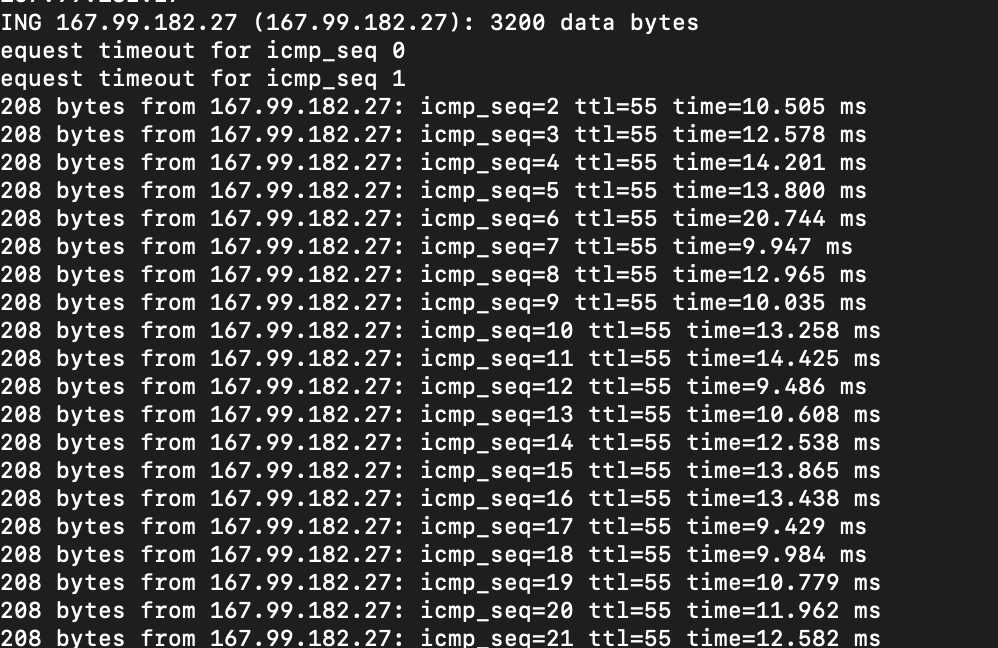 ING 167.99.182.27 (167.99.182.27): 3200 data bytes
equest timeout for icmp_seq 0
equest timeout for icmp_seq 1
208 bytes from 167.99.182.27: icmp_seq=2 ttl=55 time=10.505 ms
208 bytes from 167.99.182.27: icmp_seq=3 ttl=55 time=12.578 ms
208 bytes from 167.99.182.27: icmp_seq=4 ttl=55 time=14.201 ms
208 bytes from 167.99.182.27: icmp_seq=5 ttl=55 time=13.800 ms
208 bytes from 167.99.182.27: icmp_seq=6 ttl=55 time=20.744 ms
208 bytes from 167.99.182.27: icmp_seq=7 ttl=55 time=9.947 ms
208 bytes from 167.99.182.27: icmp_seq=8 ttl=55 time=12.965 ms
208 bytes from 167.99.182.27: icmp_seq=9 ttl=55 time=10.035 ms
208 bytes from 167.99.182.27: icmp_seq=10 ttl=55 time=13.258 ms
208 bytes from 167.99.182.27: icmp_seq=11 ttl=55 time=14.425 ms
208 bytes from 167.99.182.27: icmp_seq=12 ttl=55 time=9.486 ms
208 bytes from 167.99.182.27: icmp_seq=13 ttl=55 time=10.608 ms
208 bytes from 167.99.182.27: icmp_seq=14 ttl=55 time=12.538 ms
208 bytes from 167.99.182.27: icmp_seq=15 ttl=55 time=13.865 ms
208 bytes from 167.99.182.27: icmp_seq=16 ttl=55 time=13.438 ms
208 bytes from 167.99.182.27: icmp_seq=17 ttl=55 time=9.429 ms
208 bytes from 167.99.182.27: icmp_seq=18 ttl=55 time=9.984 ms
208 bytes from 167.99.182.27: icmp_seq=19 ttl=55 time=10.779 ms
208 bytes from 167.99.182.27: icmp_seq=20 ttl=55 time=11.962 ms
208 bytes from 167.99.182.27: icmp_seq=21 ttl=55 time=12.582 ms